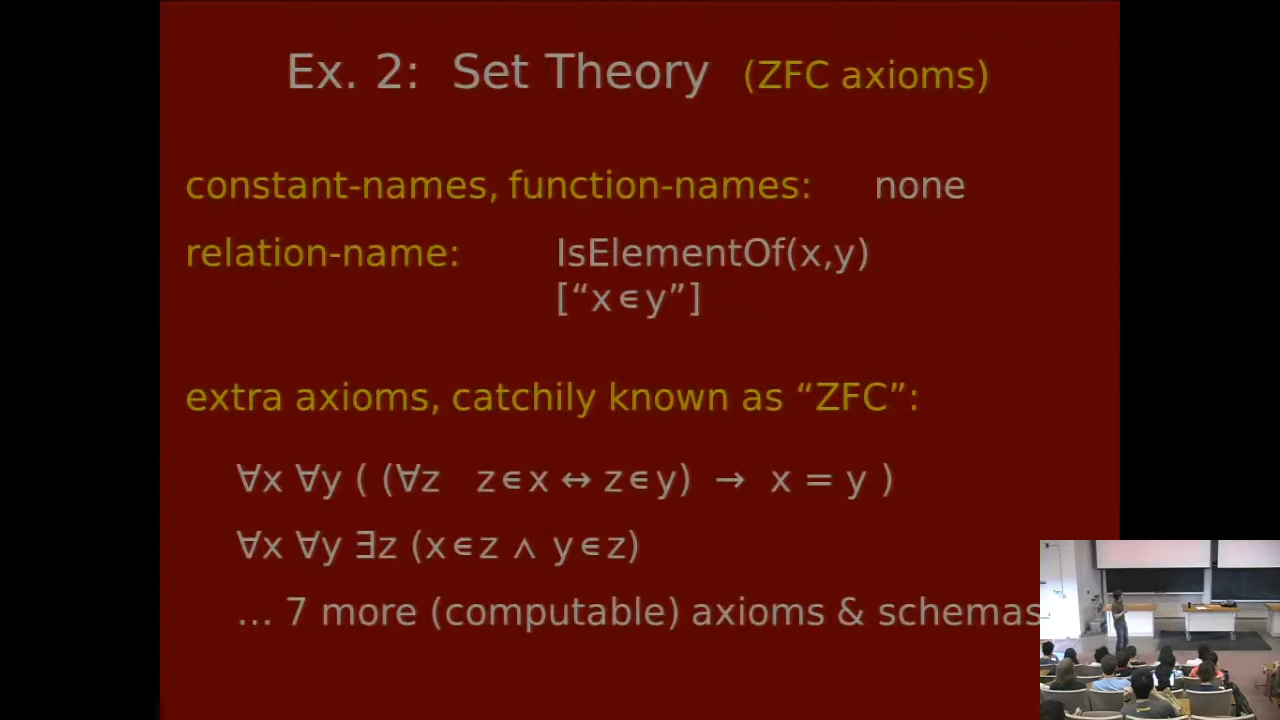 Ex. 2: Set Theory (ZFC axioms)
constant-names, function-names: none
relation-name: IsElementOf(x,y)
[“x∊y”]
extra axioms, catchily known as “ZFC”:
∀x ∀y ( (∀z z∊x ↔ z∊y) → x = y )
∀x ∀y ∃z (x∊z ∧ y∊z)
… 7 more (computable) axioms & schemas